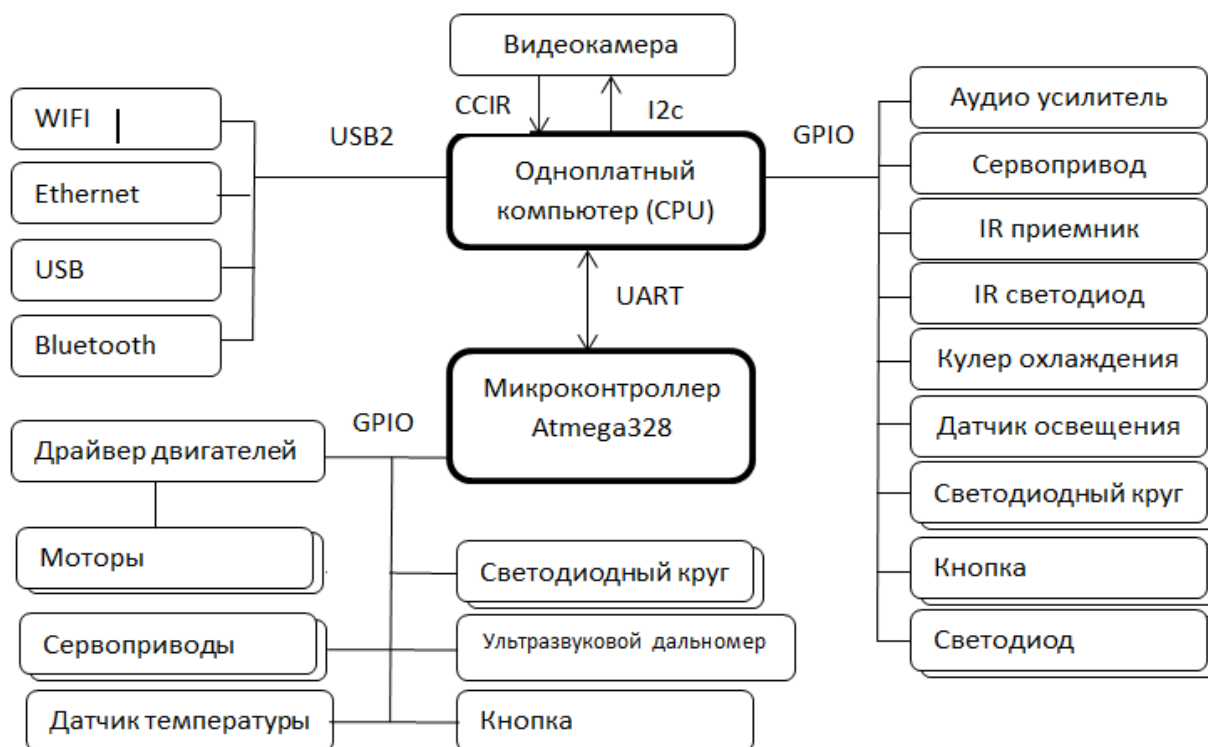 Видеокамера
CCIR
I2c
WIFI
Ethernet
USB
Bluetooth
USB2
Одноплатный
компьютер (CPU)
GPIO
Аудио усилитель
Сервопривод
IR приемник
IR светодиод
Кулер охлаждения
Датчик освещения
Светодиодный круг
Кнопка
Светодиод
UART
Микроконтроллер
Atmega328
GPIO
Драйвер двигателей
Моторы
Сервоприводы
Датчик температуры
Светодиодный круг
Ультразвуковой дальномер
Кнопка